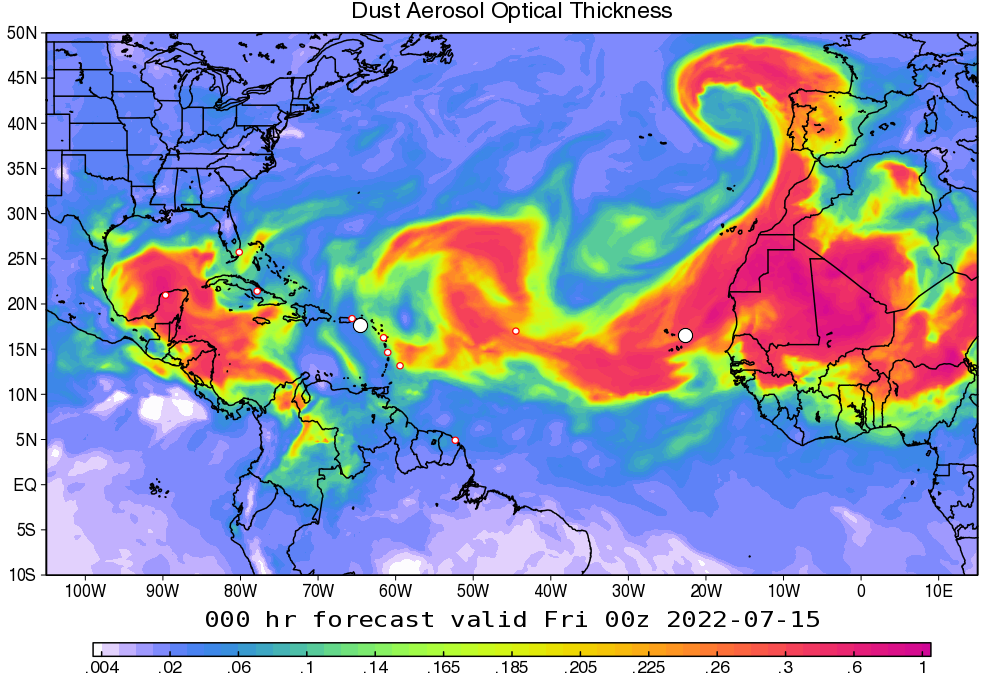 Dust Aerosol Optical Thickness
50N
45N
40N
35N
30N
25N
20N
15N
10N
5N
EQ
5S
10S
100W 90W 80W 70W 60W 50W 40W 30W 20W 10W 0 10E
000 hr forecast valid Fri 00z 2022-07-15
.004 .02 .06 .1 .14 .165 .185 .205 .225 .26 .3 .6 1